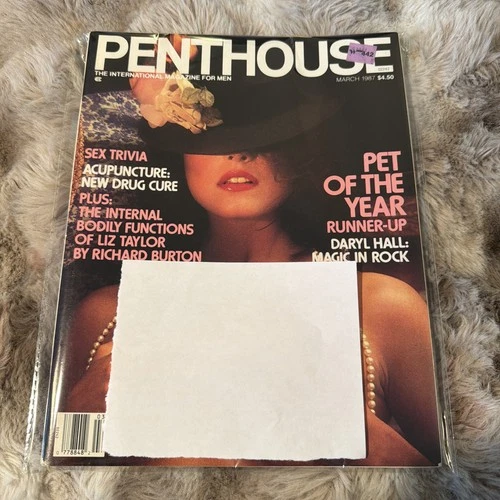 PENTHOUSE
THE INTERNATIONAL MAGAZINE FOR MEN
MARCH 1987 $4.50
SEX TRIVIA
ACUPUNCTURE:
NEW DRUG CURE
PLUS:
THE INTERNAL
BODILY FUNCTIONS
OF LIZ TAYLOR
BY RICHARD BURTON
PET
OF THE
YEAR
RUNNER-UP
DARYL HALL:
MAGIC IN ROCK